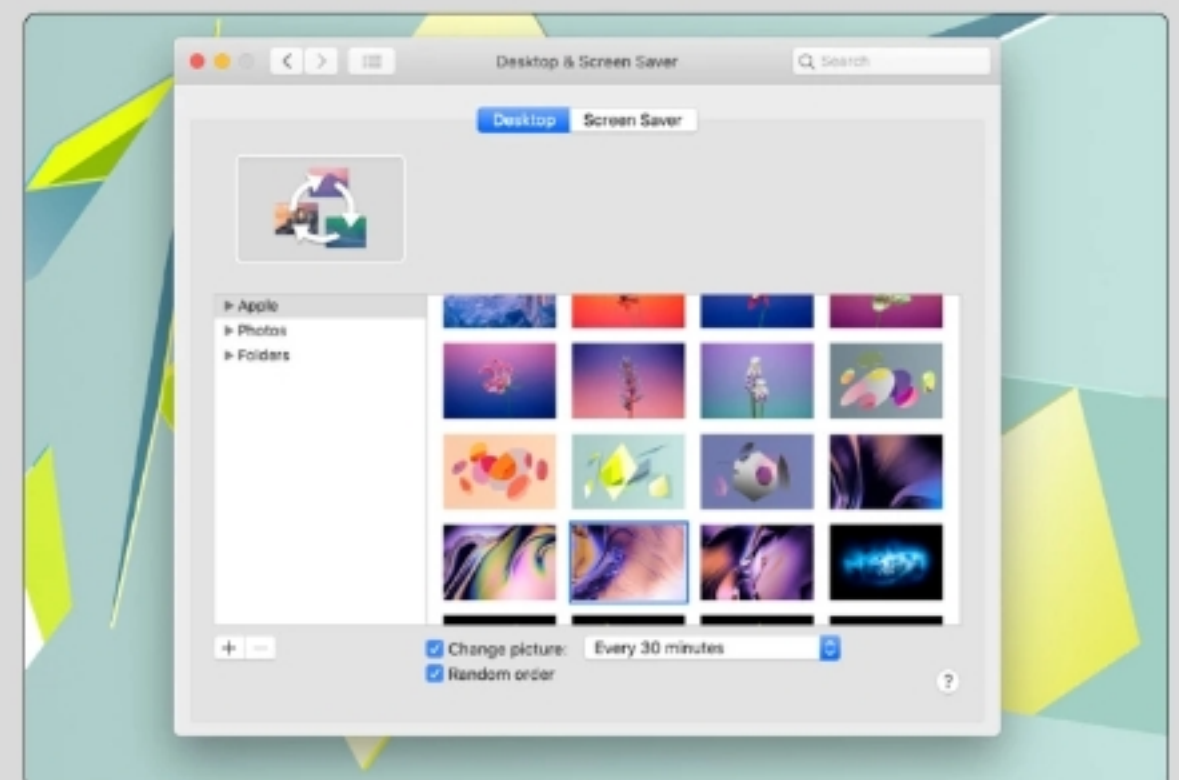 Desktop & Screen Saver
Search
Desktop Screen Saver
Apple
Photos
Folders
+ −
Change picture: Every 30 minutes
Random order
?